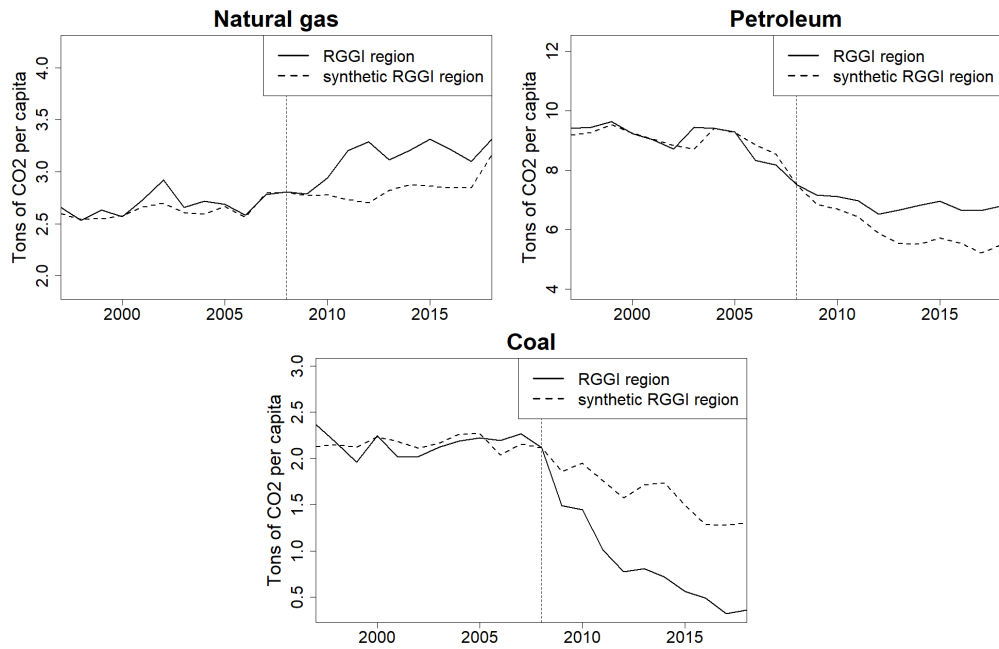 Natural gas
Tons of CO2 per capita
4.0
3.5
3.0
2.5
2.0
RGGI region
synthetic RGGI region
2000 2005 2010 2015
Petroleum
Tons of CO2 per capita
12
10
8
6
4
RGGI region
synthetic RGGI region
2000 2005 2010 2015
Coal
Tons of CO2 per capita
3.0
2.5
2.0
1.5
1.0
0.5
RGGI region
synthetic RGGI region
2000 2005 2010 2015